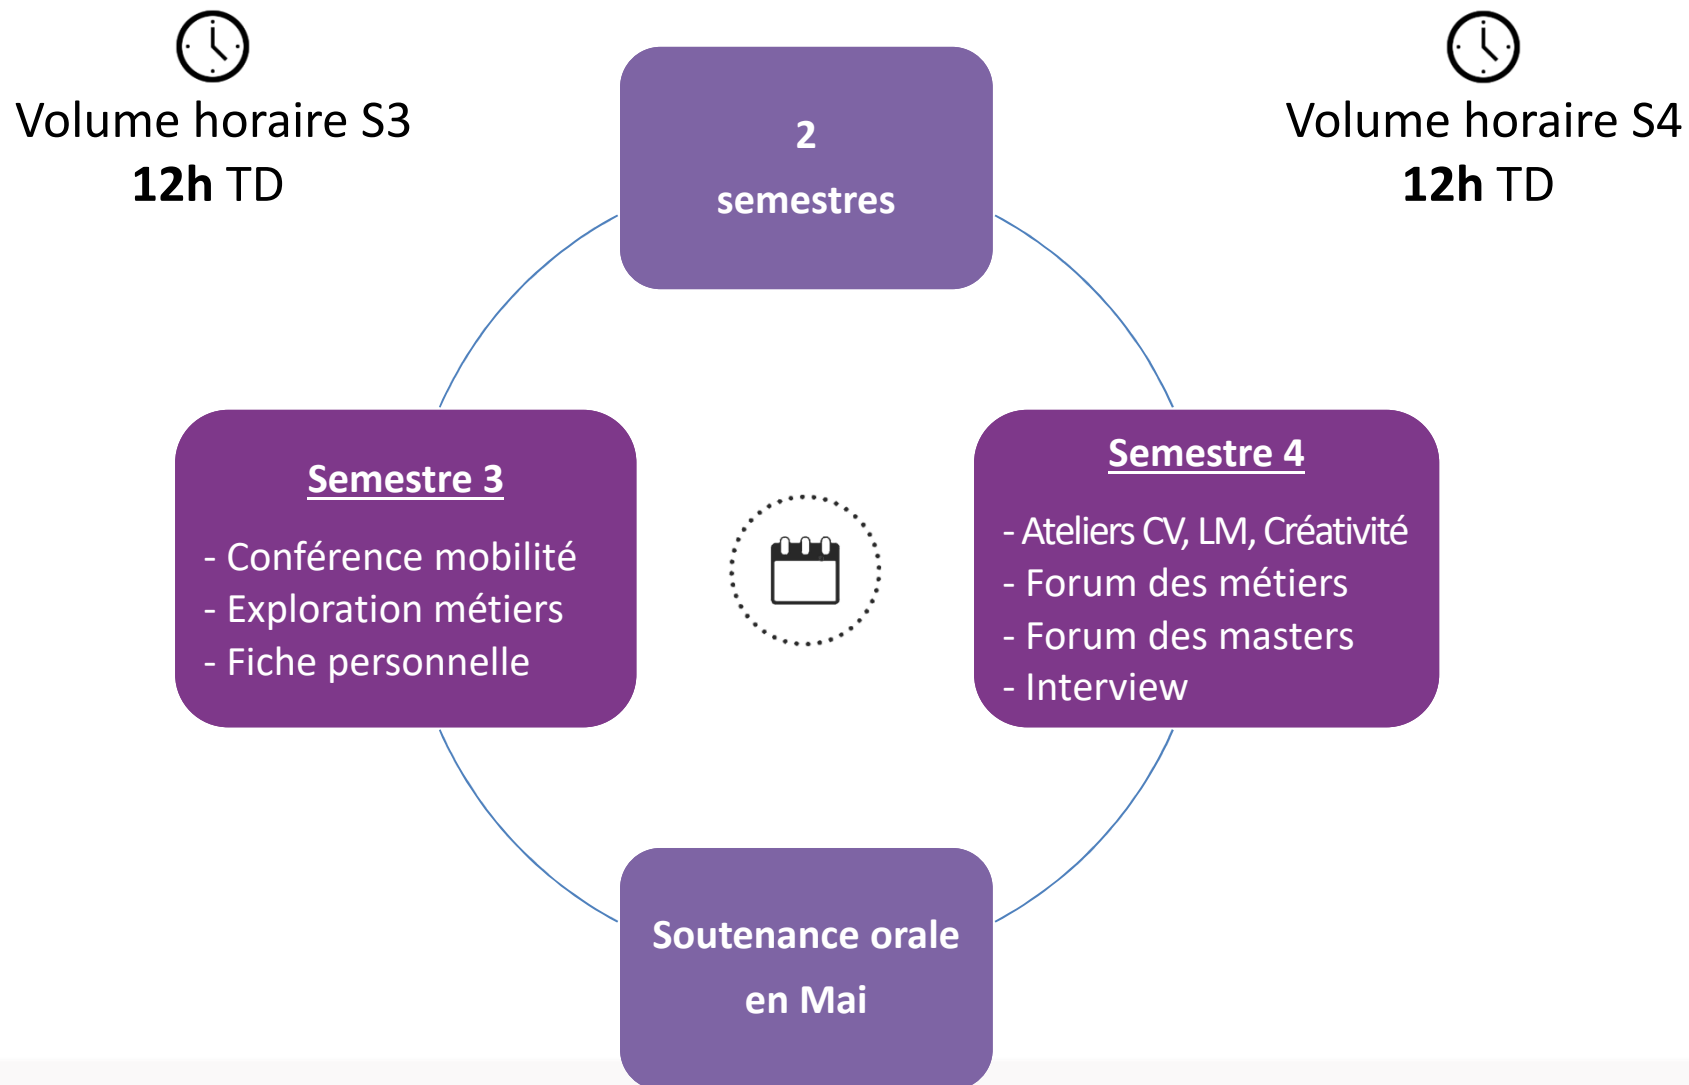 Volume horaire S3
12h TD
Volume horaire S4
12h TD
2
semestres
Semestre 3
- Conférence mobilité
- Exploration métiers
- Fiche personnelle
Semestre 4
- Ateliers CV, LM, Créativité
- Forum des métiers
- Forum des masters
- Interview
Soutenance orale
en Mai